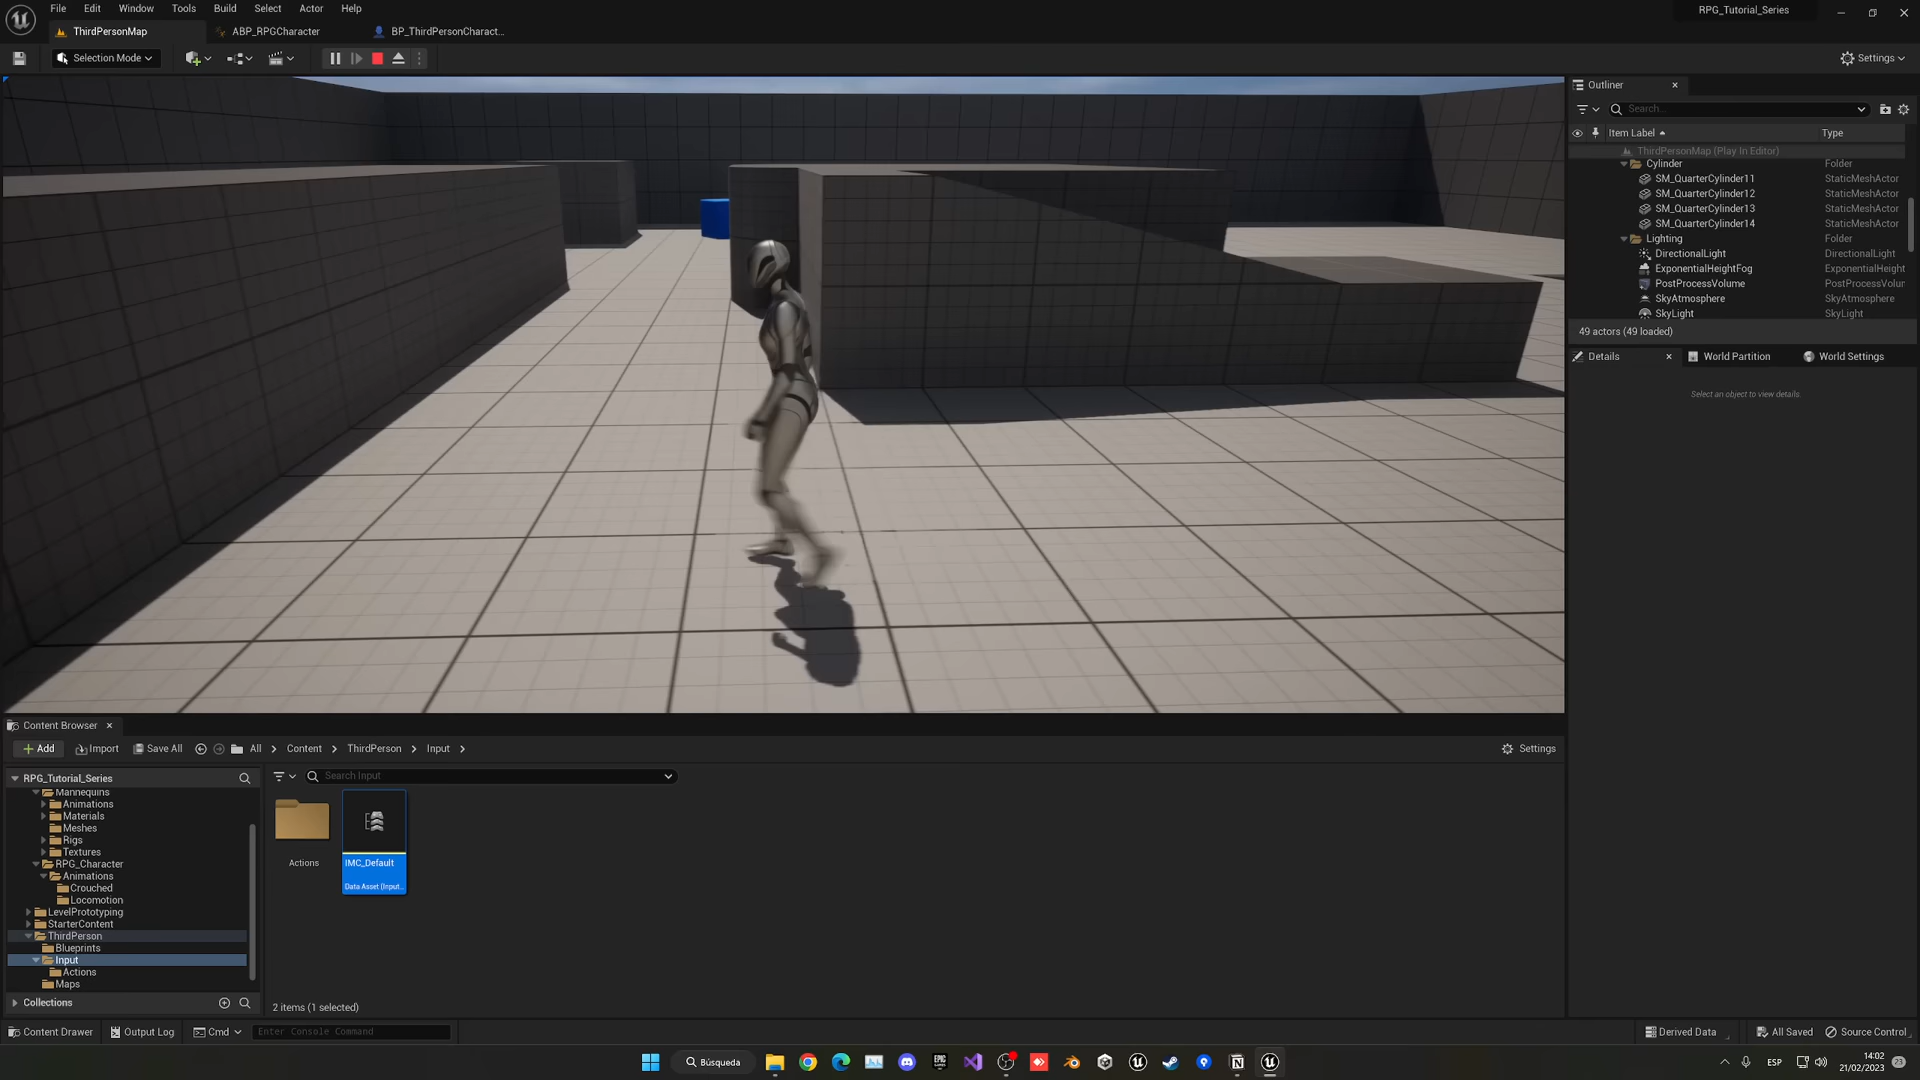 File Edit Window Tools Build Select Actor Help
RPG_Tutorial_Series
ThirdPersonMap
ABP_RPGCharacter
BP_ThirdPersonCharact...
Selection Mode
Settings
Outliner
Search...
Item Label
Type
ThirdPersonMap (Play In Editor)
Cylinder Folder
SM_QuarterCylinder11 StaticMeshActor
SM_QuarterCylinder12 StaticMeshActor
SM_QuarterCylinder13 StaticMeshActor
SM_QuarterCylinder14 StaticMeshActor
Lighting Folder
DirectionalLight DirectionalLight
ExponentialHeightFog ExponentialHeight
PostProcessVolume PostProcessVolur
SkyAtmosphere SkyAtmosphere
SkyLight SkyLight
49 actors (49 loaded)
Details
World Partition
World Settings
Select an object to view details.
Content Browser
Add
Import
Save All
All
Content
ThirdPerson
Input
Settings
RPG_Tutorial_Series
Search Input
Mannequins
Animations
Materials
Meshes
Rigs
Textures
RPG_Character
Animations
Crouched
Locomotion
LevelPrototyping
StarterContent
ThirdPerson
Blueprints
Input
Actions
Maps
Collections
Actions
IMC_Default
Data Asset (Input...
2 items (1 selected)
Content Drawer
Output Log
Cmd
Enter Console Command
Derived Data
All Saved
Source Control
Búsqueda
EPIC GAMES
ESP
14:02
21/02/2023
23